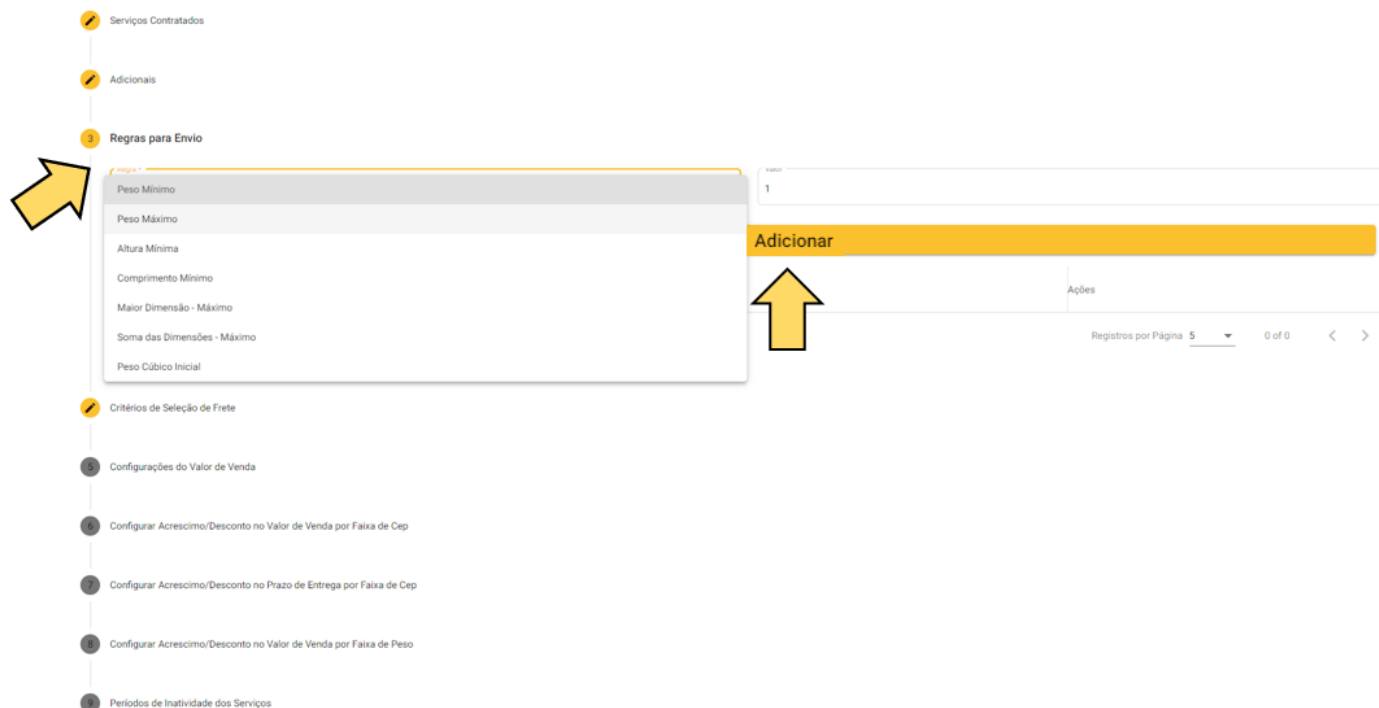 Serviços Contratados
Adicionais
3 Regras para Envio
Regra *
Valor
Peso Mínimo
1
Peso Máximo
Altura Mínima
Adicionar
Comprimento Mínimo
Ações
Maior Dimensão - Máximo
Soma das Dimensões - Máximo
Registros por Página 5 0 of 0
Peso Cúbico Inicial
Critérios de Seleção de Frete
5 Configurações do Valor de Venda
6 Configurar Acrescimo/Desconto no Valor de Venda por Faixa de Cep
7 Configurar Acrescimo/Desconto no Prazo de Entrega por Faixa de Cep
8 Configurar Acrescimo/Desconto no Valor de Venda por Faixa de Peso
9 Períodos de Inatividade dos Serviços